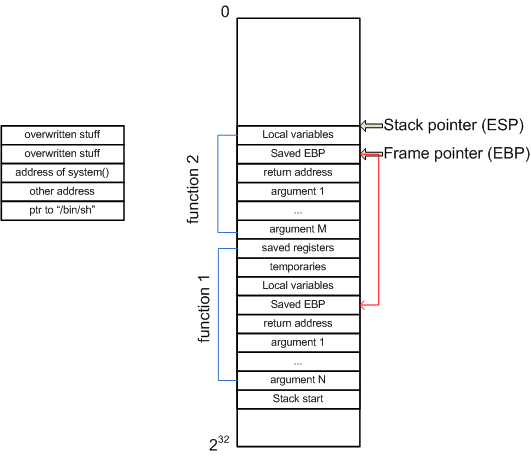 0
overwritten stuff
overwritten stuff
address of system()
other address
ptr to “/bin/sh”
function 2
function 1
Local variables
Saved EBP
return address
argument 1
...
argument M
saved registers
temporaries
Local variables
Saved EBP
return address
argument 1
...
argument N
Stack start
Stack pointer (ESP)
Frame pointer (EBP)
2^32